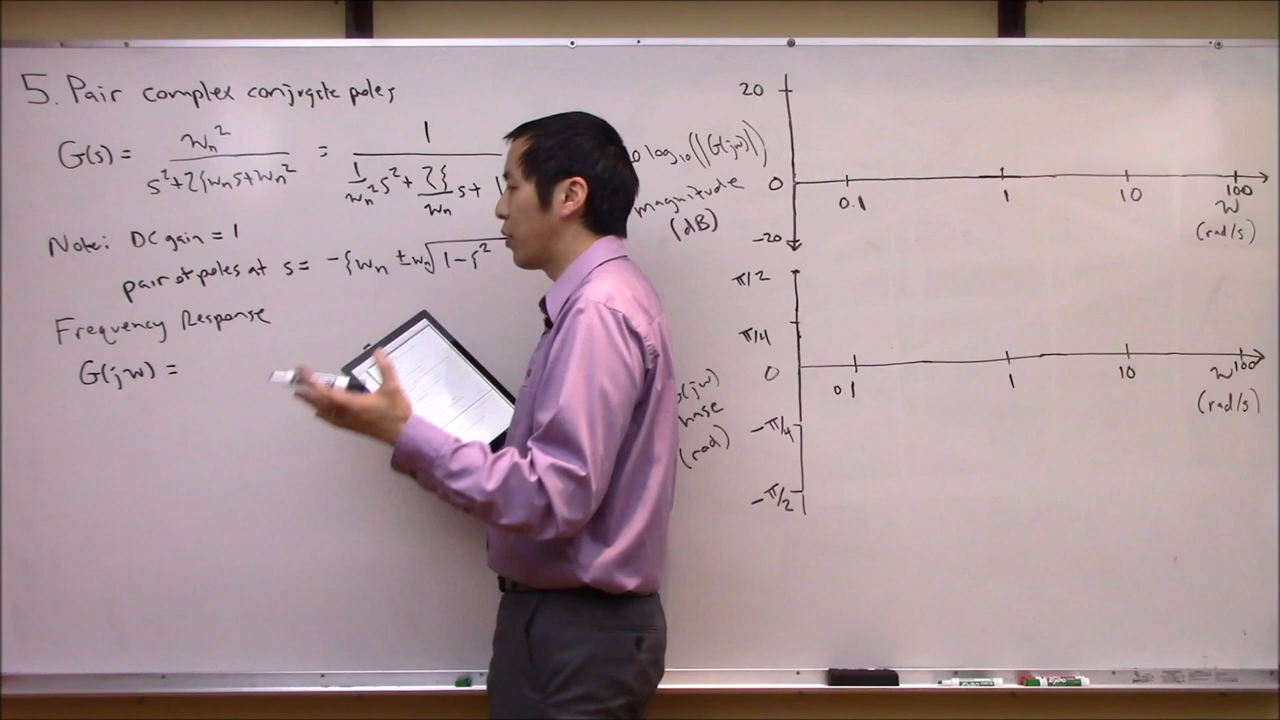 5. Pair complex conjugate poles
G(s) = ωn² / (s²+2ζωns+ωn²) = 1 / (1/ωn² s² + 2ζ/ωn s + 1
Note: DC gain = 1
pair of poles at s = -ζωn ± ωn√1-ζ²
Frequency Response
G(jω) =
0 log10(|G(jω)|)
magnitude
(dB)
20
0
-20
0.1 1 10 100
ω
(rad/s)
π/2
π/4
0
-π/4
-π/2
(jω)
(rad)
0.1 1 10 100
ω
(rad/s)